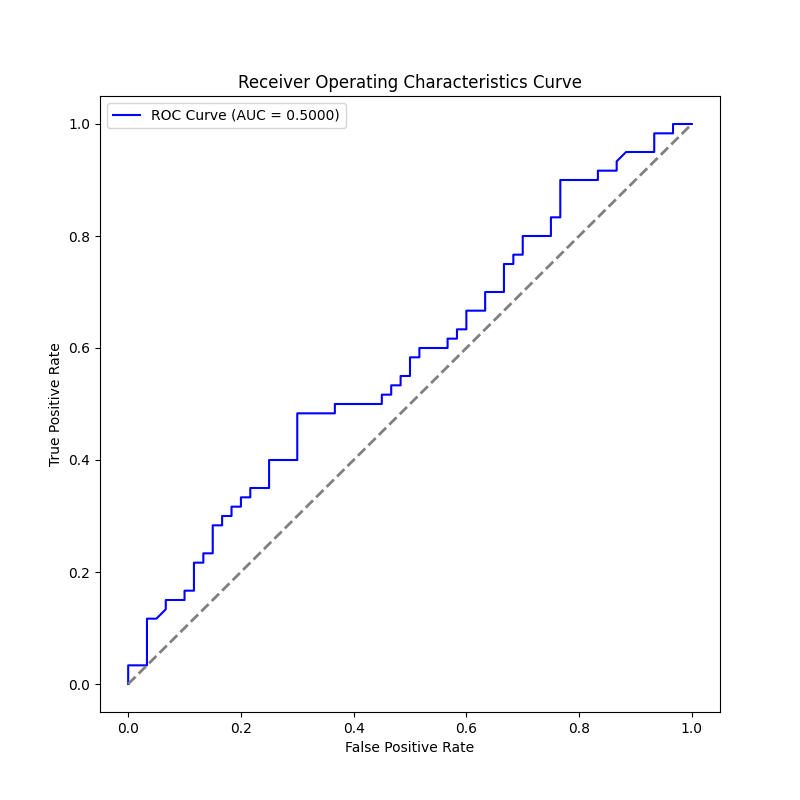 Receiver Operating Characteristics Curve
ROC Curve (AUC = 0.5000)
1.0
0.8
0.6
0.4
0.2
0.0
True Positive Rate
0.0 0.2 0.4 0.6 0.8 1.0
False Positive Rate